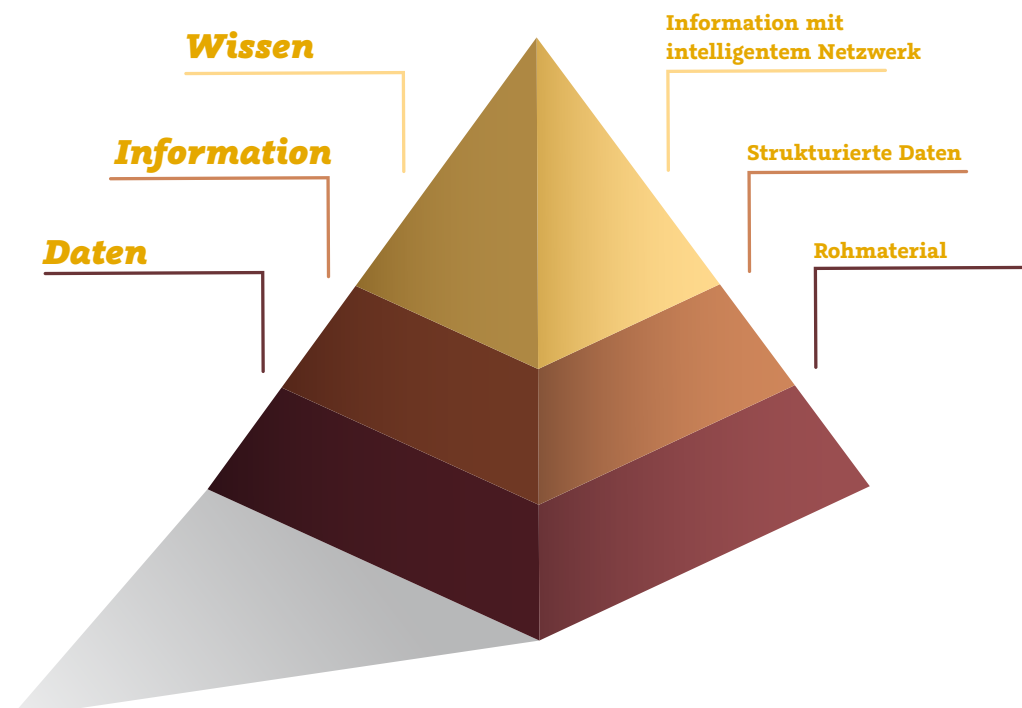 Wissen
Information mit
intelligentem Netzwerk
Information
Strukturierte Daten
Daten
Rohmaterial